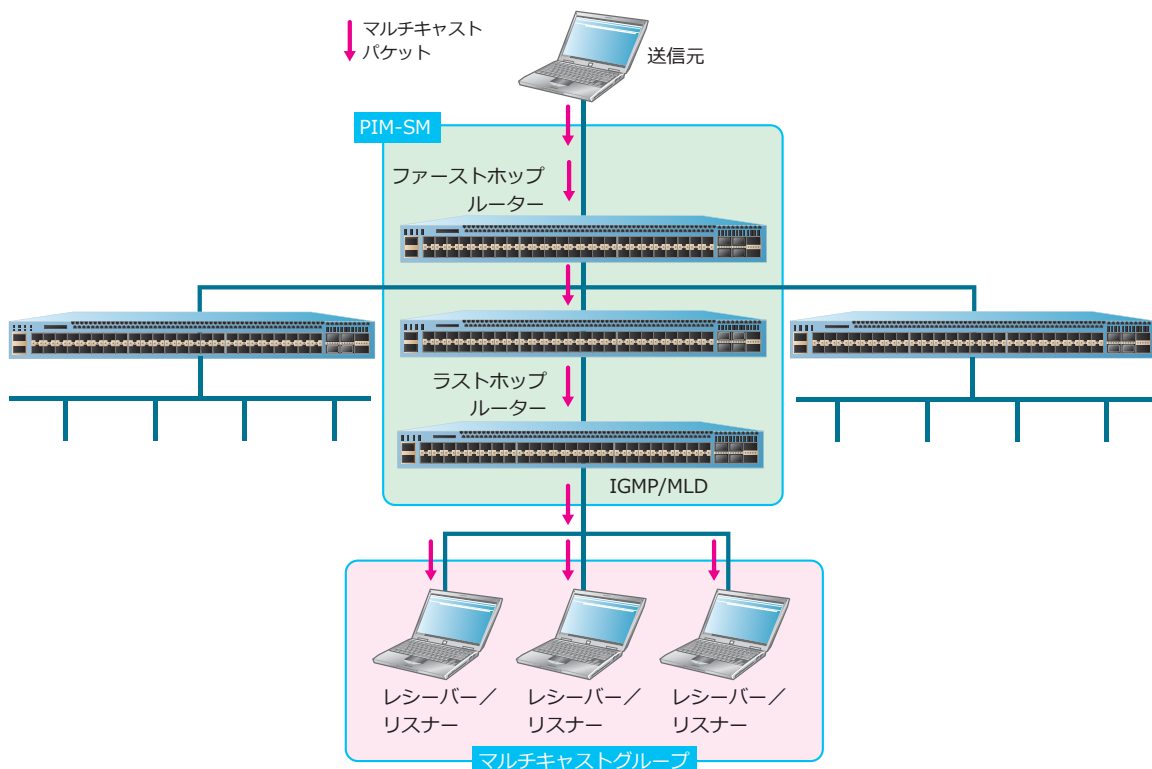 マルチキャスト
パケット
送信元
PIM-SM
ファーストホップ
ルーター
ラストホップ
ルーター
IGMP/MLD
レシーバー／
リスナー
レシーバー／
リスナー
レシーバー／
リスナー
マルチキャストグループ